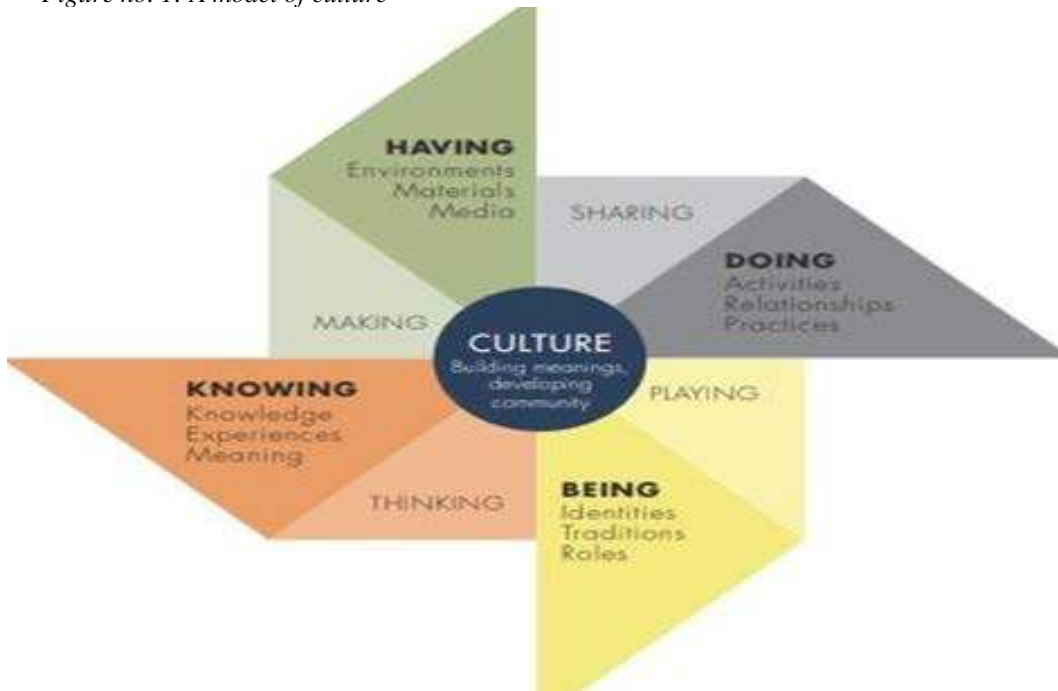 Figure no. 1. A model of culture
HAVING
Environments
Materials
Media
SHARING
DOING
Activities
Relationships
Practices
MAKING
CULTURE
Building meanings,
developing
community
PLAYING
KNOWING
Knowledge
Experiences
Meaning
THINKING
BEING
Identities
Traditions
Roles